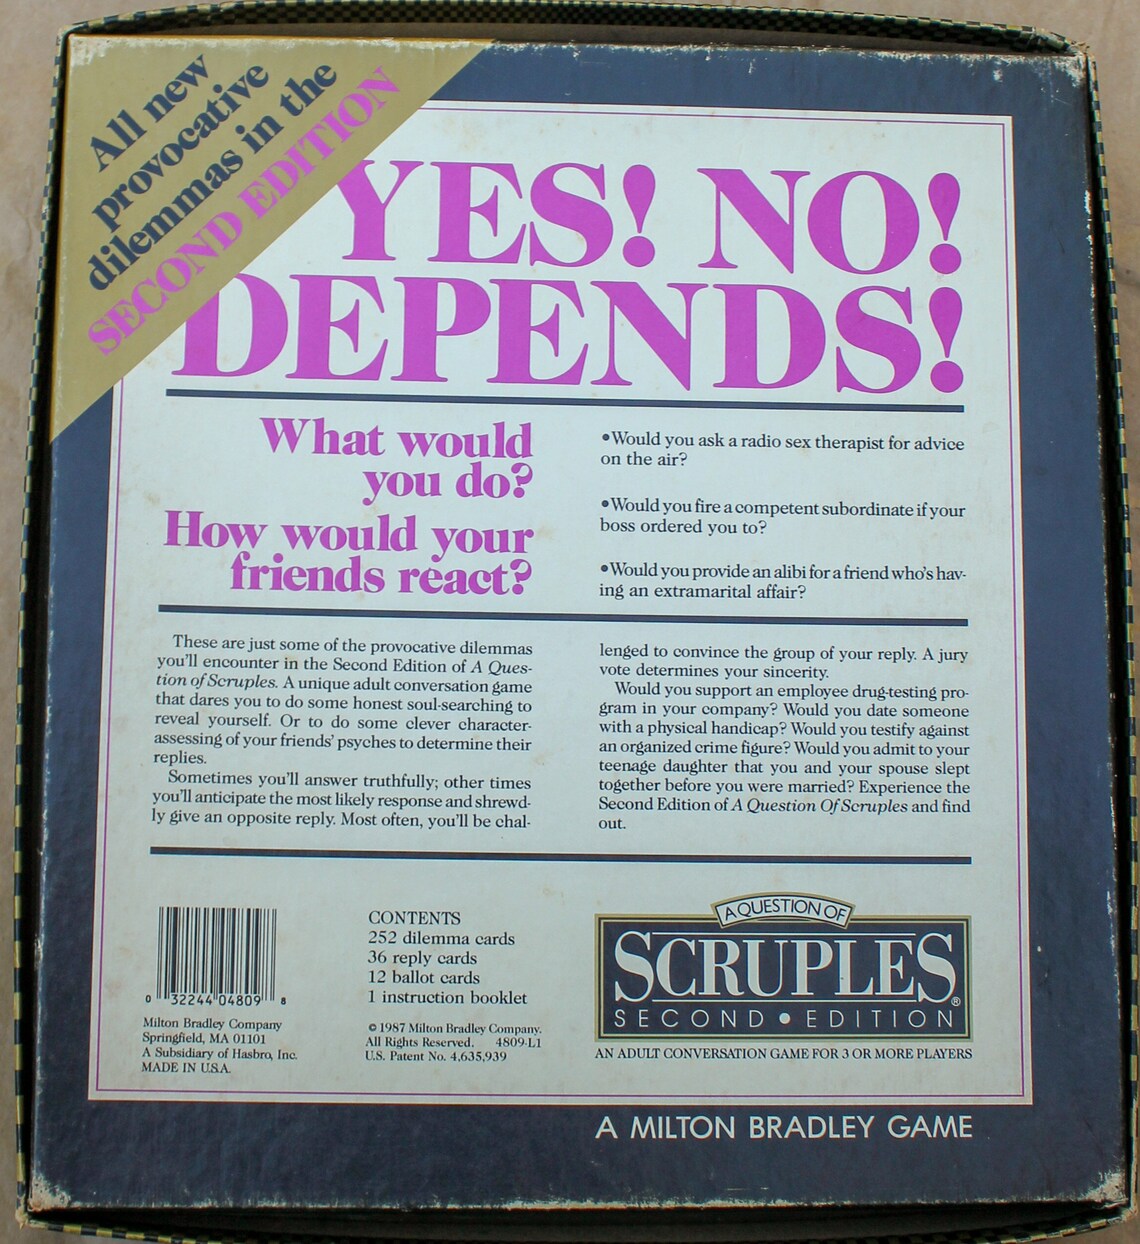 All new
provocative
dilemmas in the
SECOND EDITION
YES! NO!
DEPENDS!
What would
you do?
How would your
friends react?
•Would you ask a radio sex therapist for advice
on the air?
•Would you fire a competent subordinate if your
boss ordered you to?
•Would you provide an alibi for a friend who's hav-
ing an extramarital affair?
These are just some of the provocative dilemmas
you'll encounter in the Second Edition of A Ques-
tion of Scruples. A unique adult conversation game
that dares you to do some honest soul-searching to
reveal yourself. Or to do some clever character-
assessing of your friends' psyches to determine their
replies.
Sometimes you'll answer truthfully; other times
you'll anticipate the most likely response and shrewd-
ly give an opposite reply. Most often, you'll be chal-
lenged to convince the group of your reply. A jury
vote determines your sincerity.
Would you support an employee drug-testing pro-
gram in your company? Would you date someone
with a physical handicap? Would you testify against
an organized crime figure? Would you admit to your
teenage daughter that you and your spouse slept
together before you were married? Experience the
Second Edition of A Question Of Scruples and find
out.
0 32244 04809 8
Milton Bradley Company
Springfield, MA 01101
A Subsidiary of Hasbro, Inc.
MADE IN U.S.A.
CONTENTS
252 dilemma cards
36 reply cards
12 ballot cards
1 instruction booklet
© 1987 Milton Bradley Company.
All Rights Reserved. 4809-L1
U.S. Patent No. 4,635,939
A QUESTION OF
SCRUPLES®
SECOND • EDITION
AN ADULT CONVERSATION GAME FOR 3 OR MORE PLAYERS
A MILTON BRADLEY GAME